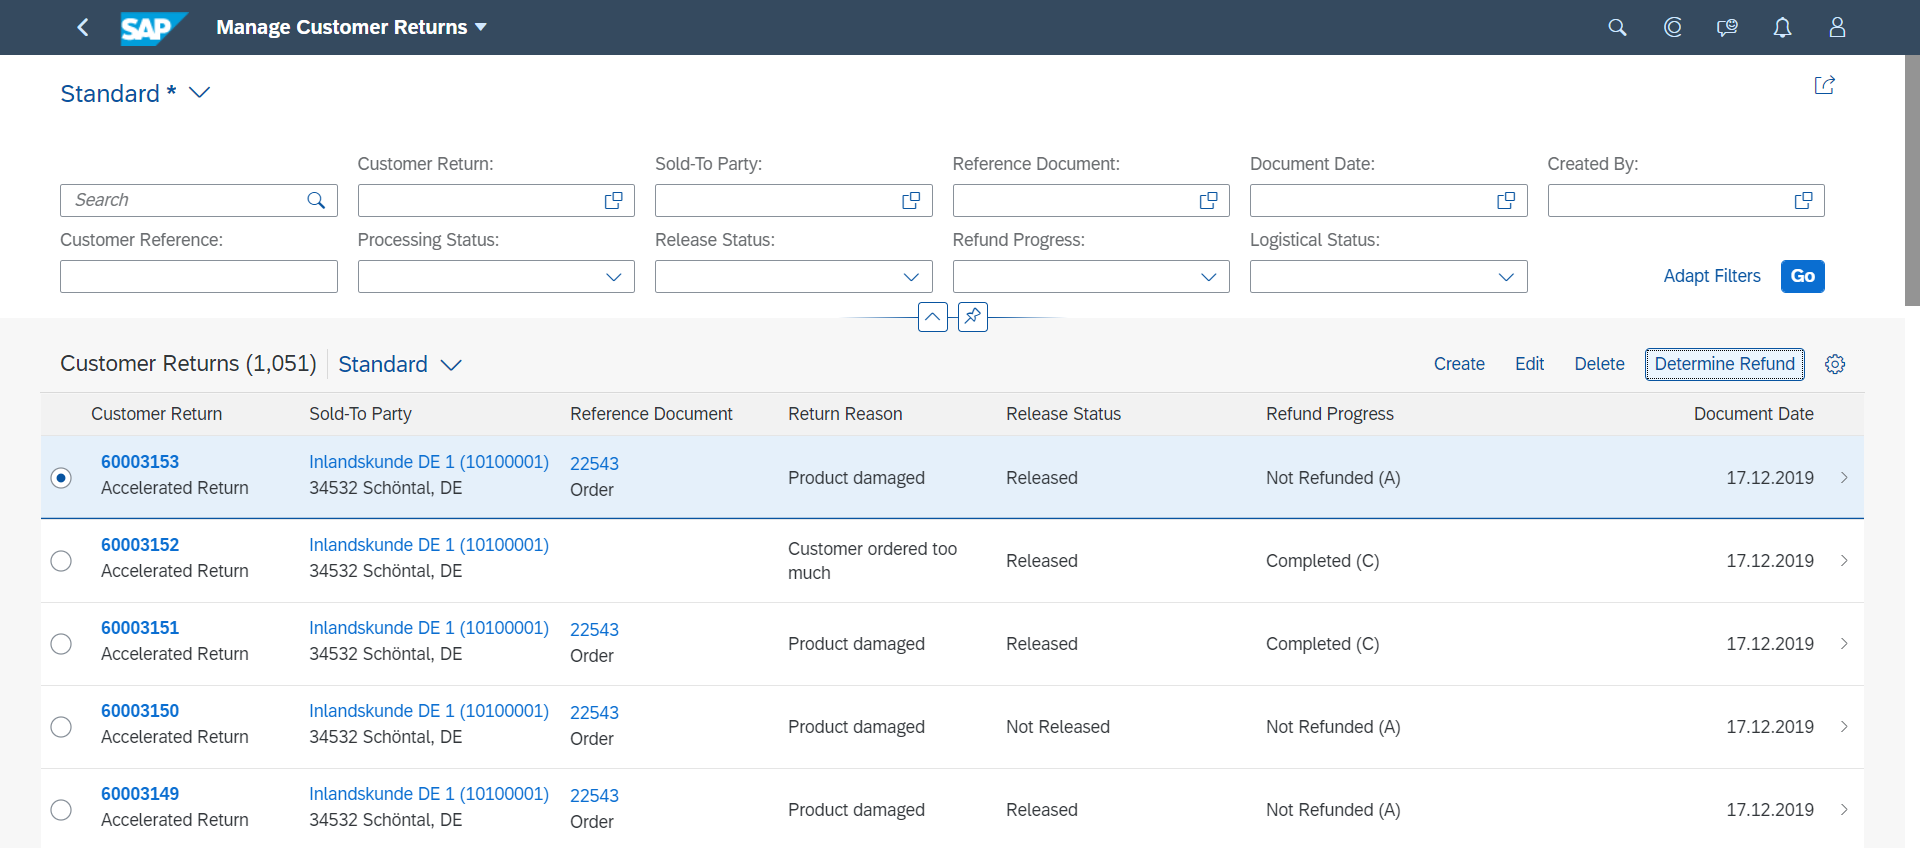 SAP Manage Customer Returns
Standard *
Customer Return: Sold-To Party: Reference Document: Document Date: Created By:
Search
Customer Reference: Processing Status: Release Status: Refund Progress: Logistical Status:
Adapt Filters Go
Customer Returns (1,051) Standard Create Edit Delete Determine Refund
Customer Return Sold-To Party Reference Document Return Reason Release Status Refund Progress Document Date
60003153 Inlandskunde DE 1 (10100001) 22543
Product damaged Released Not Refunded (A) 17.12.2019
Accelerated Return 34532 Schöntal, DE Order
60003152 Inlandskunde DE 1 (10100001)
Customer ordered too
Released Completed (C) 17.12.2019
Accelerated Return 34532 Schöntal, DE much
60003151 Inlandskunde DE 1 (10100001) 22543
Product damaged Released Completed (C) 17.12.2019
Accelerated Return 34532 Schöntal, DE Order
60003150 Inlandskunde DE 1 (10100001) 22543
Product damaged Not Released Not Refunded (A) 17.12.2019
Accelerated Return 34532 Schöntal, DE Order
60003149 Inlandskunde DE 1 (10100001) 22543
Product damaged Released Not Refunded (A) 17.12.2019
Accelerated Return 34532 Schöntal, DE Order